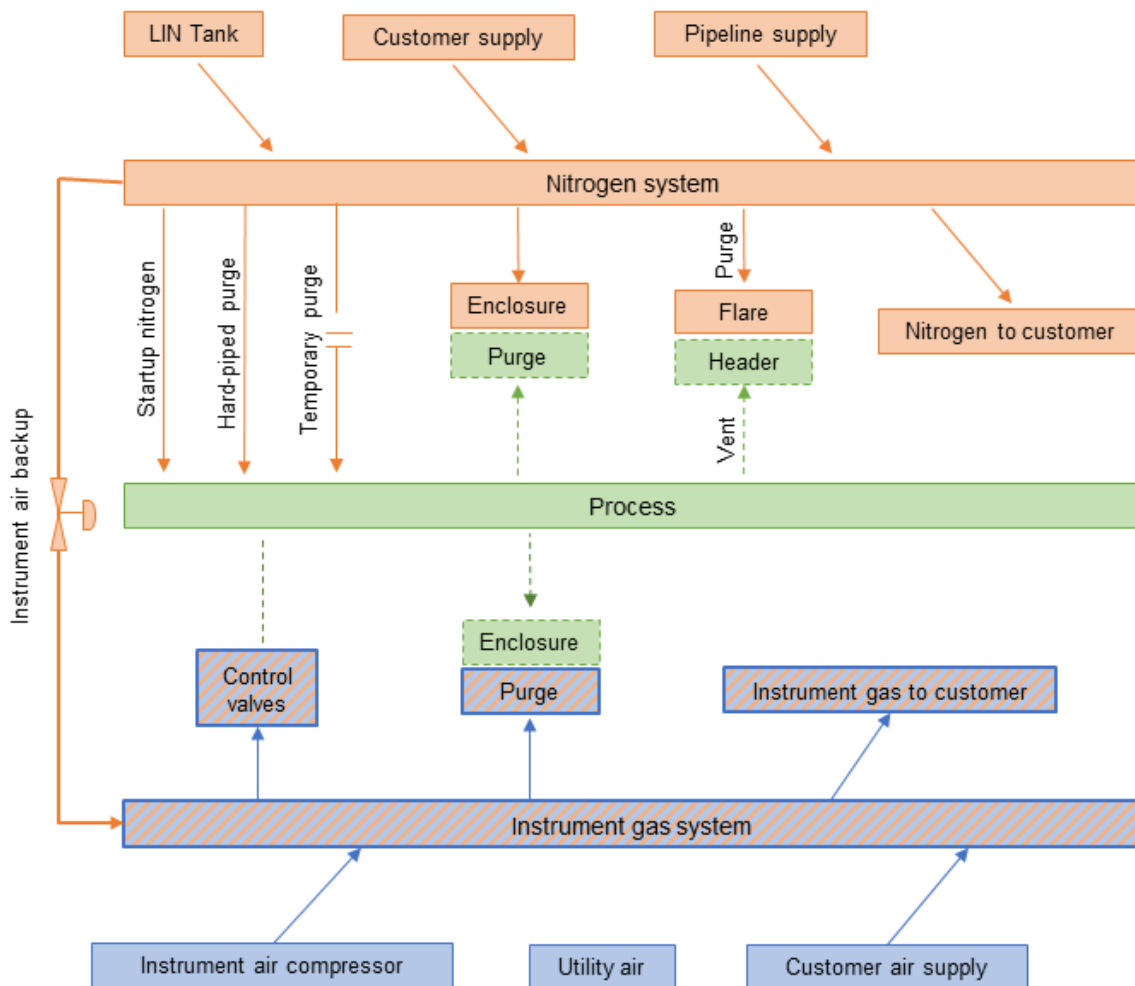 LIN Tank
Customer supply
Pipeline supply
Nitrogen system
Startup nitrogen
Hard-piped purge
Temporary purge
Enclosure
Purge
Purge
Flare
Header
Vent
Nitrogen to customer
Instrument air backup
Process
Control
valves
Enclosure
Purge
Instrument gas to customer
Instrument gas system
Instrument air compressor
Utility air
Customer air supply